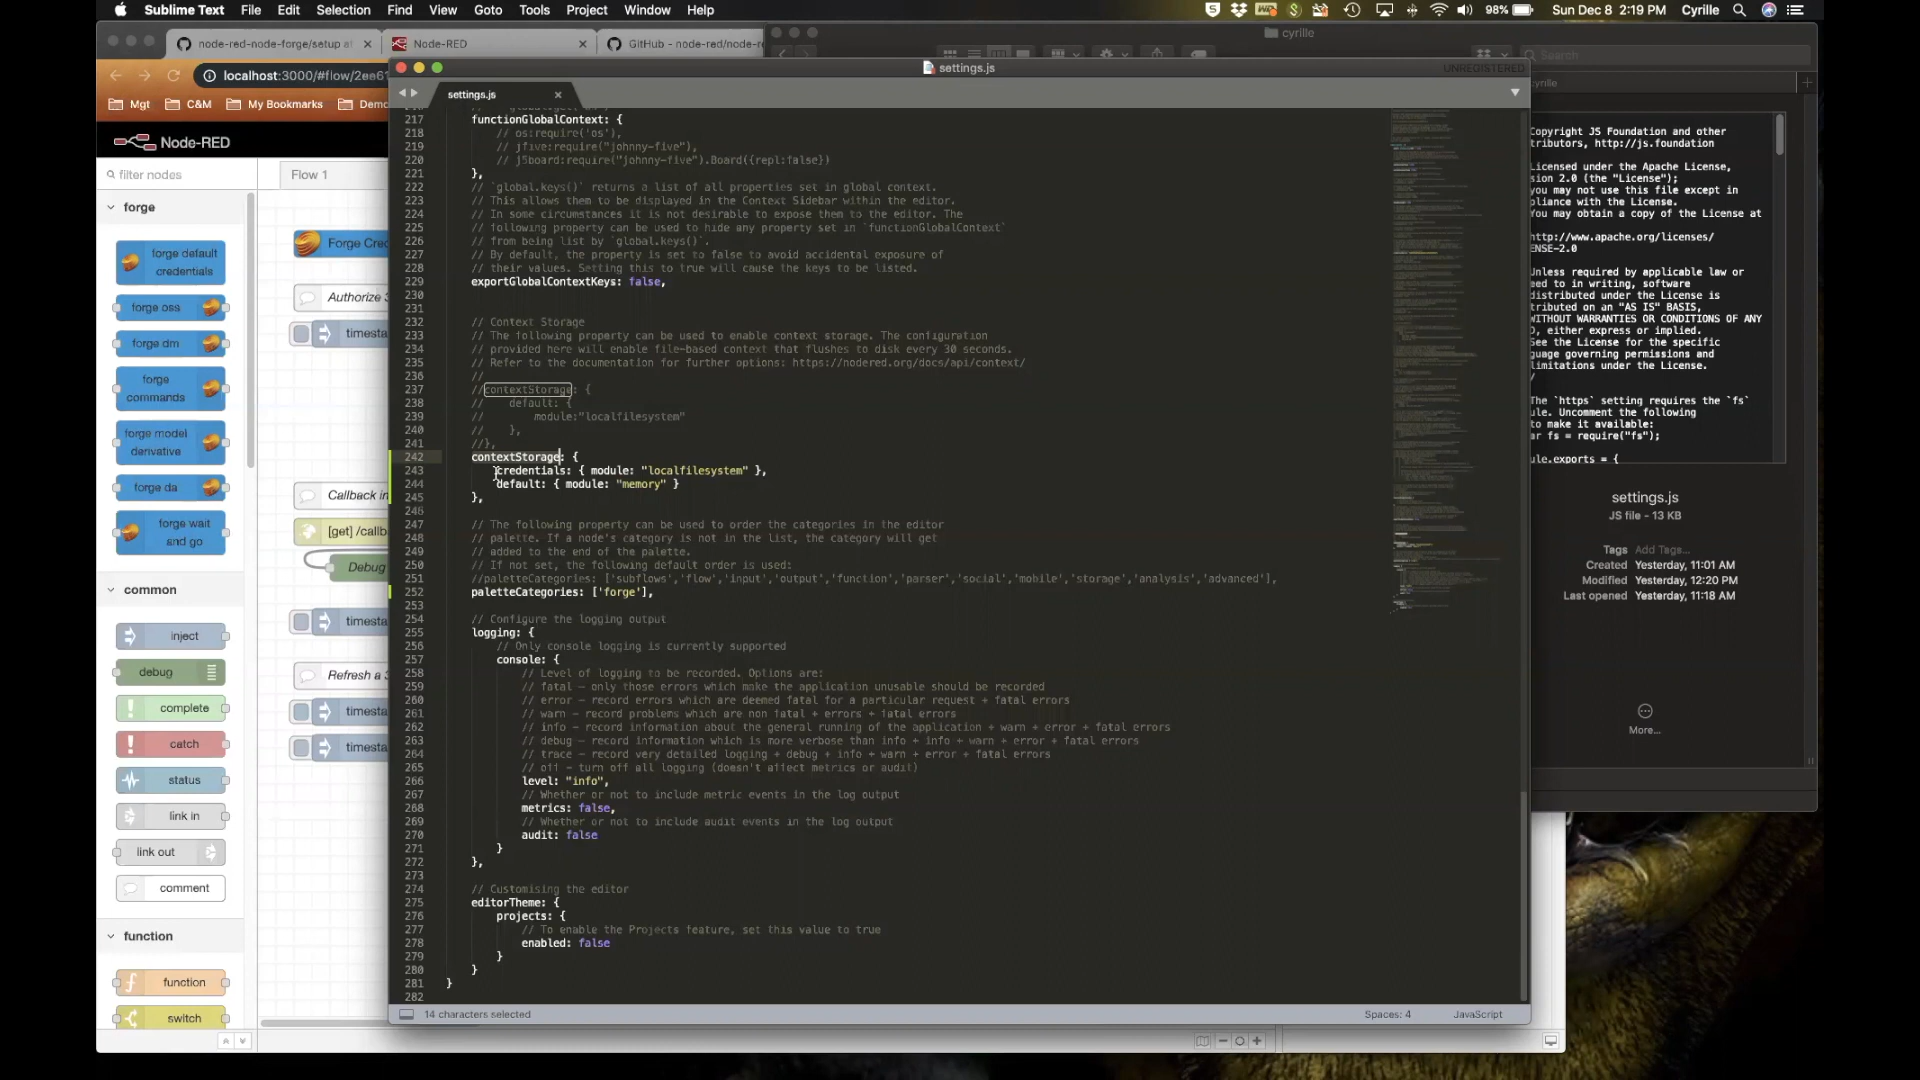 Sublime Text File Edit Selection Find View Goto Tools Project Window Help
98% Sun Dec 8 2:19 PM Cyrille
node-red-node-forge/setup at
Node-RED
GitHub - node-red/node-re
cyrille
localhost:3000/#flow/2ee61
Search
Mgt C&M My Bookmarks Demo
Node-RED
filter nodes
Flow 1
forge
forge default
credentials
forge oss
forge dm
forge
commands
forge model
derivative
forge da
forge wait
and go
common
inject
debug
complete
catch
status
link in
link out
comment
function
function
switch
Forge Cre
Authorize 3
timesta
Callback in
[get] /callb
Debug
timesta
Refresh a 3
timesta
timesta
settings.js
UNREGISTERED
settings.js
217 functionGlobalContext: {
218 // os:require('os'),
219 // jfive:require("johnny-five"),
220 // j5board:require("johnny-five").Board({repl:false})
221 },
222 // `global.keys()` returns a list of all properties set in global context.
223 // This allows them to be displayed in the Context Sidebar within the editor.
224 // In some circumstances it is not desirable to expose them to the editor. The
225 // following property can be used to hide any property set in `functionGlobalContext`
226 // from being list by `global.keys()`.
227 // By default, the property is set to false to avoid accidental exposure of
228 // their values. Setting this to true will cause the keys to be listed.
229 exportGlobalContextKeys: false,
230
231
232 // Context Storage
233 // The following property can be used to enable context storage. The configuration
234 // provided here will enable file-based context that flushes to disk every 30 seconds.
235 // Refer to the documentation for further options: https://nodered.org/docs/api/context/
236 //
237 //contextStorage: {
238 // default: {
239 // module:"localfilesystem"
240 // },
241 //},
242 contextStorage: {
243 credentials: { module: "localfilesystem" },
244 default: { module: "memory" }
245 },
246
247 // The following property can be used to order the categories in the editor
248 // palette. If a node's category is not in the list, the category will get
249 // added to the end of the palette.
250 // If not set, the following default order is used:
251 //paletteCategories: ['subflows','flow','input','output','function','parser','social','mobile','storage','analysis','advanced'],
252 paletteCategories: ['forge'],
253
254 // Configure the logging output
255 logging: {
256 // Only console logging is currently supported
257 console: {
258 // Level of logging to be recorded. Options are:
259 // fatal - only those errors which make the application unusable should be recorded
260 // error - record errors which are deemed fatal for a particular request + fatal errors
261 // warn - record problems which are non fatal + errors + fatal errors
262 // info - record information about the general running of the application + warn + error + fatal errors
263 // debug - record information which is more verbose than info + info + warn + error + fatal errors
264 // trace - record very detailed logging + debug + info + warn + error + fatal errors
265 // off - turn off all logging (doesn't affect metrics or audit)
266 level: "info",
267 // Whether or not to include metric events in the log output
268 metrics: false,
269 // Whether or not to include audit events in the log output
270 audit: false
271 }
272 },
273
274 // Customising the editor
275 editorTheme: {
276 projects: {
277 // To enable the Projects feature, set this value to true
278 enabled: false
279 }
280 }
281 }
282
14 characters selected
Spaces: 4
JavaScript
Copyright JS Foundation and other
tributors, http://js.foundation
Licensed under the Apache License,
sion 2.0 (the "License");
you may not use this file except in
pliance with the License.
You may obtain a copy of the License at
http://www.apache.org/licenses/
ENSE-2.0
Unless required by applicable law or
eed to in writing, software
distributed under the License is
tributed on an "AS IS" BASIS,
WITHOUT WARRANTIES OR CONDITIONS OF ANY
D, either express or implied.
See the License for the specific
guage governing permissions and
limitations under the License.
/
The `https` setting requires the `fs`
ule. Uncomment the following
to make it available:
ar fs = require("fs");
ule.exports = {
settings.js
JS file - 13 KB
Tags Add Tags...
Created Yesterday, 11:01 AM
Modified Yesterday, 12:20 PM
Last opened Yesterday, 11:18 AM
More...